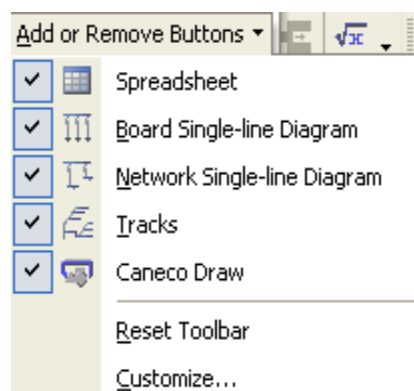 Add or Remove Buttons
√x
Spreadsheet
Board Single-line Diagram
Network Single-line Diagram
Tracks
Caneco Draw
Reset Toolbar
Customize...